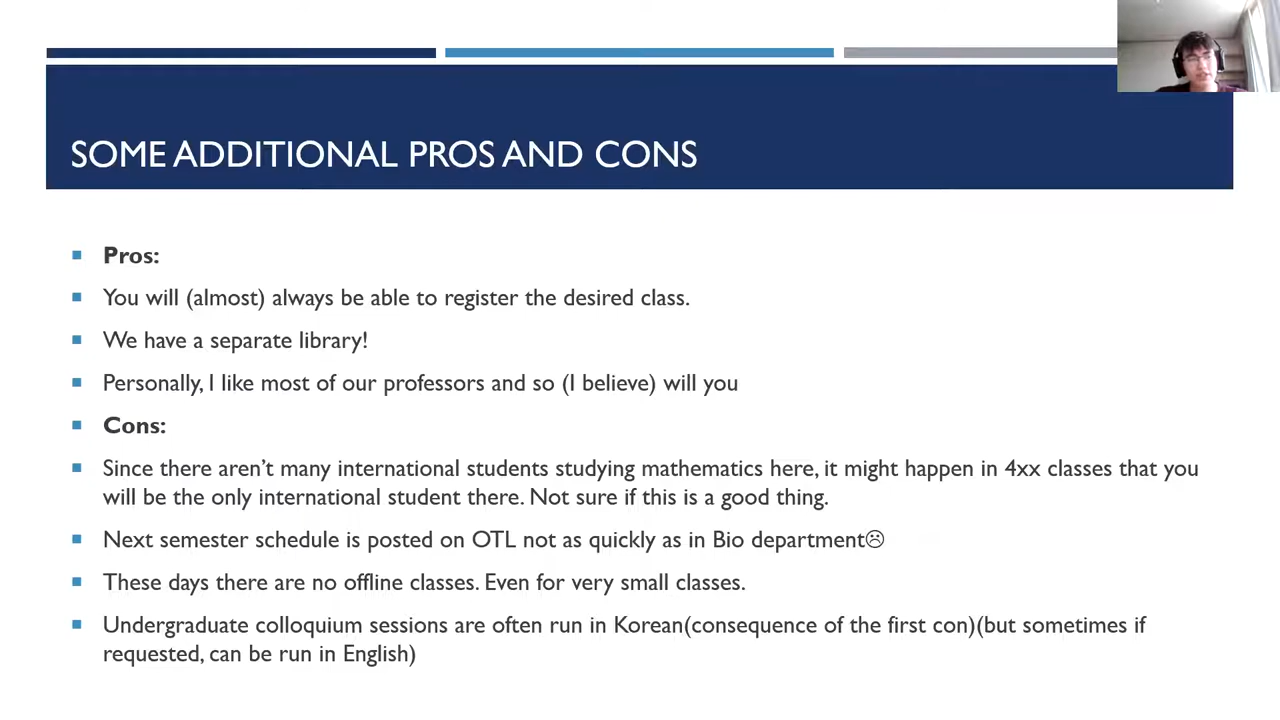 SOME ADDITIONAL PROS AND CONS
Pros:
You will (almost) always be able to register the desired class.
We have a separate library!
Personally, I like most of our professors and so (I believe) will you
Cons:
Since there aren’t many international students studying mathematics here, it might happen in 4xx classes that you
will be the only international student there. Not sure if this is a good thing.
Next semester schedule is posted on OTL not as quickly as in Bio department☹
These days there are no offline classes. Even for very small classes.
Undergraduate colloquium sessions are often run in Korean(consequence of the first con)(but sometimes if
requested, can be run in English)